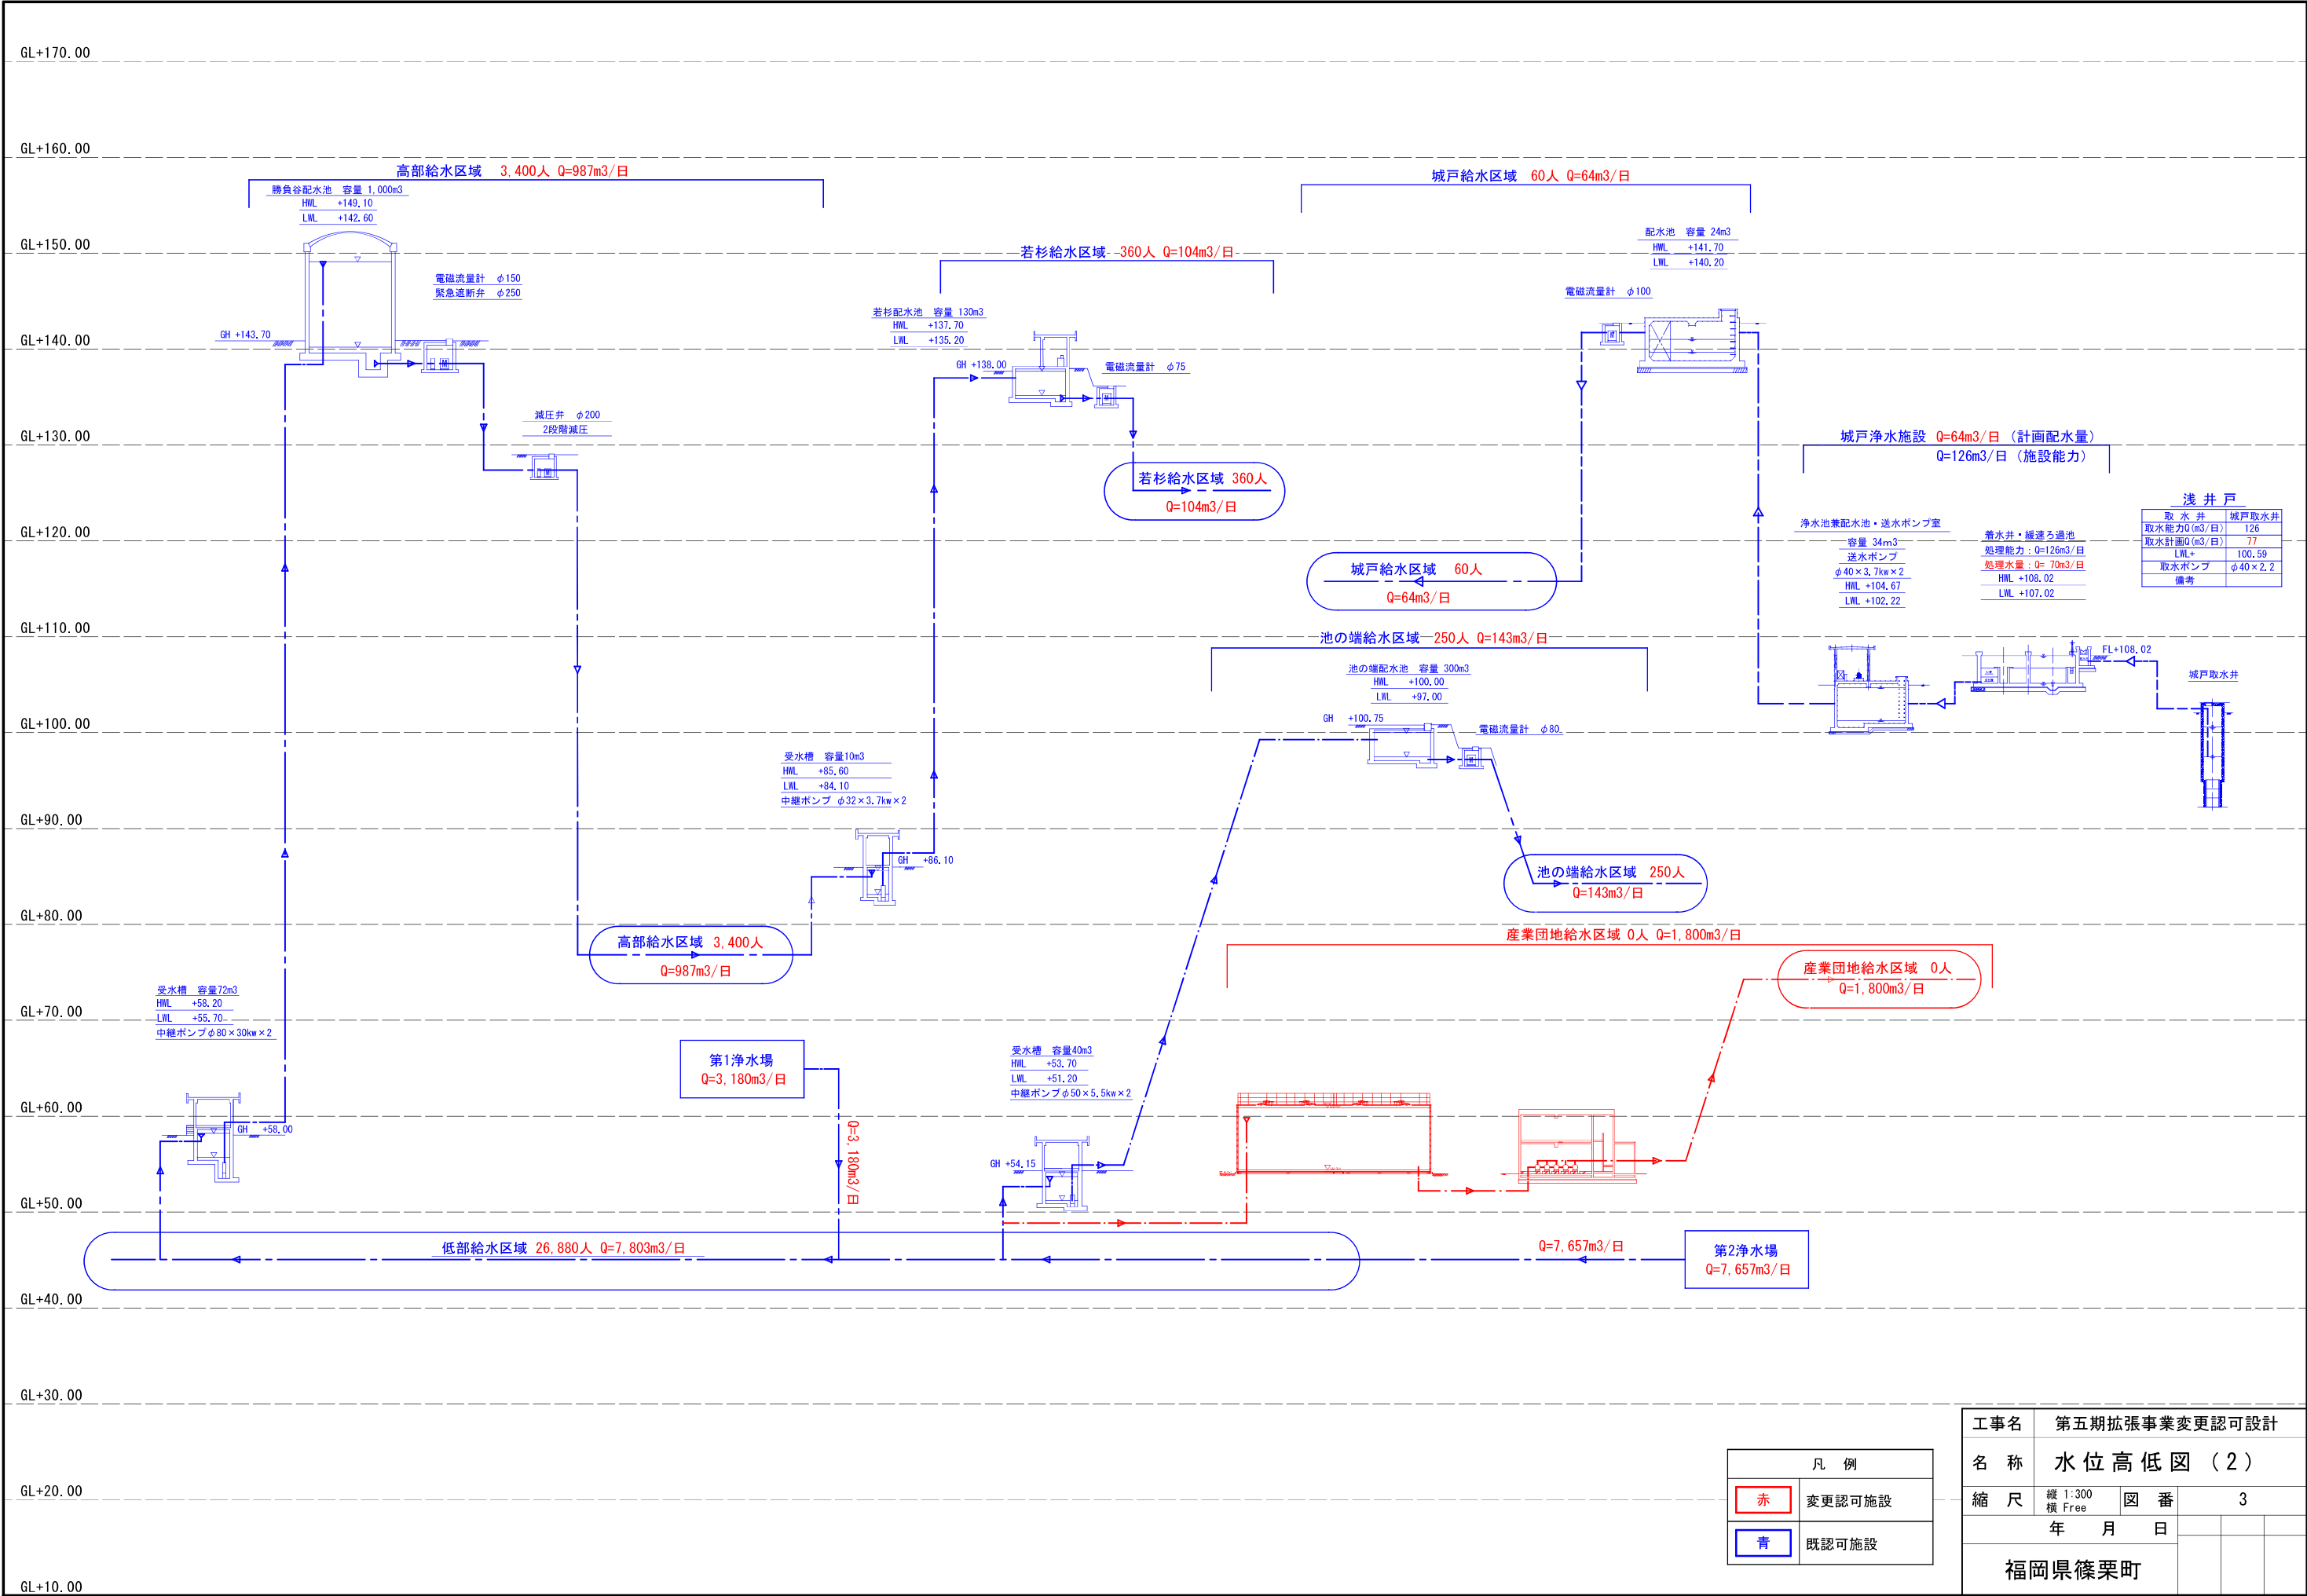 GL+170.00
GL+160.00
GL+150.00
GL+140.00
GL+130.00
GL+120.00
GL+110.00
GL+100.00
GL+90.00
GL+80.00
GL+70.00
GL+60.00
GL+50.00
GL+40.00
GL+30.00
GL+20.00
GL+10.00
高部給水区域 3,400人 Q=987m3/日
勝負谷配水池 容量 1,000m3
HWL +149.10
LWL +142.60
GH +143.70
電磁流量計 φ150
緊急遮断弁 φ250
減圧弁 φ200
2段階減圧
若杉給水区域 360人 Q=104m3/日
若杉配水池 容量 130m3
HWL +137.70
LWL +135.20
GH +138.00
電磁流量計 φ75
若杉給水区域 360人
Q=104m3/日
城戸給水区域 60人 Q=64m3/日
配水池 容量 24m3
HWL +141.70
LWL +140.20
電磁流量計 φ100
城戸給水区域 60人
Q=64m3/日
城戸浄水施設 Q=64m3/日 (計画配水量)
Q=126m3/日 (施設能力)
浄水池兼配水池・送水ポンプ室
容量 34m3
送水ポンプ
φ40×3.7kw×2
HWL +104.67
LWL +102.22
着水井・緩速ろ過池
処理能力:Q=126m3/日
処理水量:Q= 70m3/日
HWL +108.02
LWL +107.02
浅井戸
取水井 城戸取水井
取水能力Q(m3/日) 126
取水計画Q(m3/日) 77
LWL+ 100.59
取水ポンプ φ40×2.2
備考
FL+108.02
城戸取水井
池の端給水区域 250人 Q=143m3/日
池の端配水池 容量 300m3
HWL +100.00
LWL +97.00
GH +100.75
電磁流量計 φ80
池の端給水区域 250人
Q=143m3/日
受水槽 容量10m3
HWL +85.60
LWL +84.10
中継ポンプ φ32×3.7kw×2
GH +86.10
高部給水区域 3,400人
Q=987m3/日
産業団地給水区域 0人 Q=1,800m3/日
産業団地給水区域 0人
Q=1,800m3/日
受水槽 容量72m3
HWL +58.20
LWL +55.70
中継ポンプφ80×30kw×2
GH +58.00
第1浄水場
Q=3,180m3/日
Q=3,180m3/日
受水槽 容量40m3
HWL +53.70
LWL +51.20
中継ポンプφ50×5.5kw×2
GH +54.15
低部給水区域 26,880人 Q=7,803m3/日
Q=7,657m3/日
第2浄水場
Q=7,657m3/日
凡例
赤 変更認可施設
青 既認可施設
工事名 第五期拡張事業変更認可設計
名称 水位高低図(2)
縮尺 縦 1:300
横 Free
図番 3
年 月 日
福岡県篠栗町